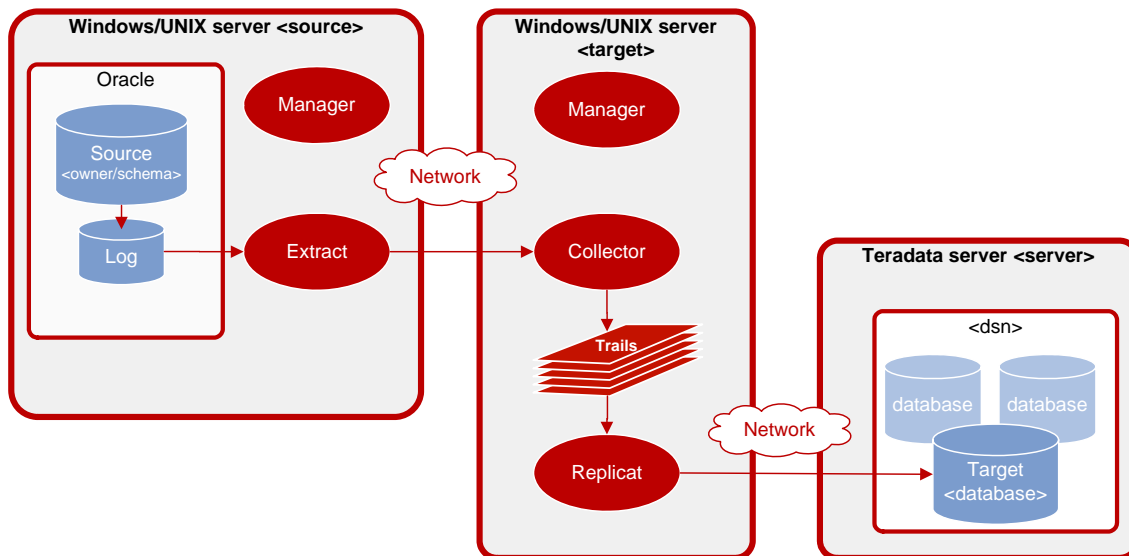 Windows/UNIX server <source>
Oracle
Source
<owner/schema>
Log
Manager
Extract
Network
Windows/UNIX server
<target>
Manager
Collector
Trails
Replicat
Network
Teradata server <server>
<dsn>
database
database
Target
<database>